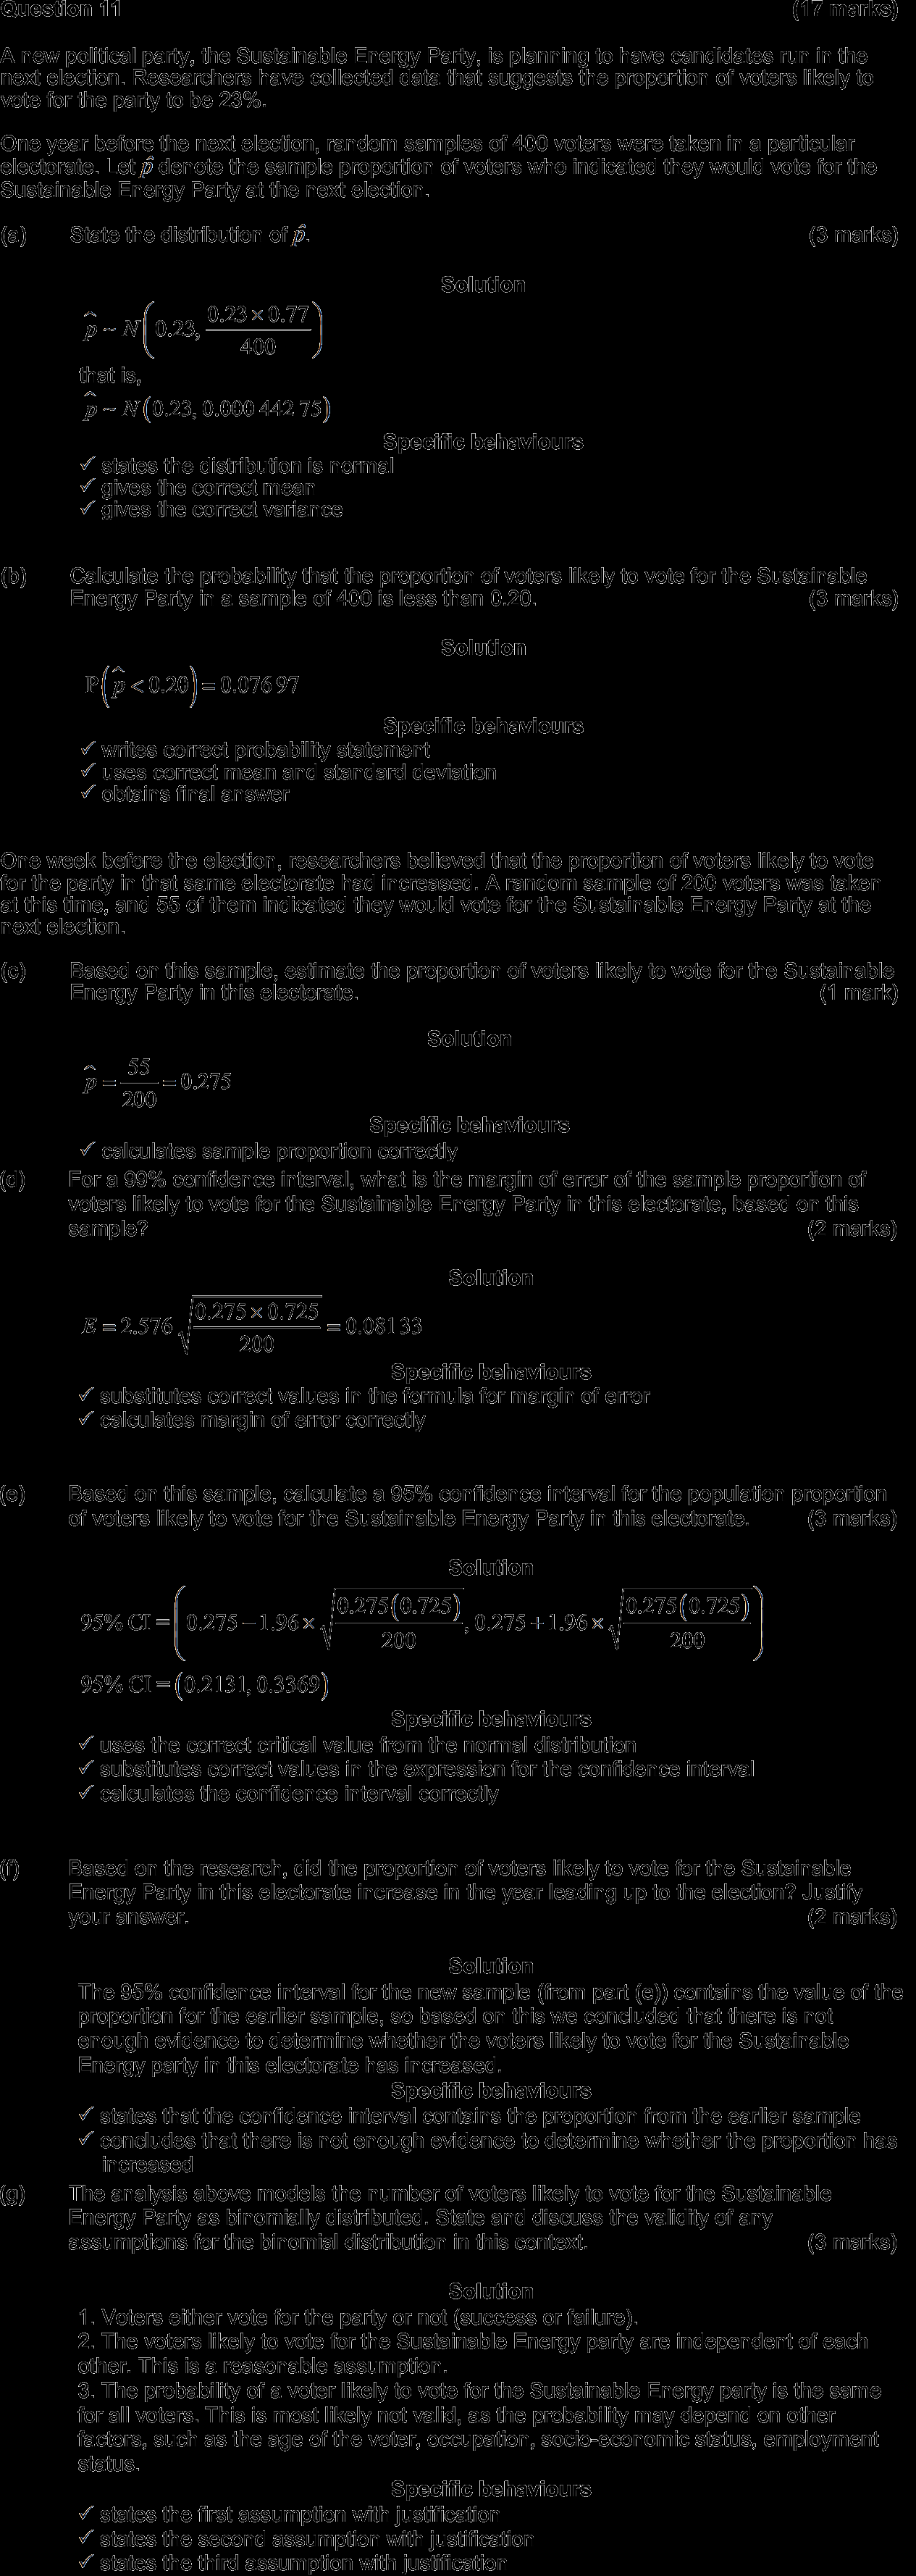 Question 11 (17 marks)
A new political party, the Sustainable Energy Party, is planning to have candidates run in the
next election. Researchers have collected data that suggests the proportion of voters likely to
vote for the party to be 23%.
One year before the next election, random samples of 400 voters were taken in a particular
electorate. Let p̂ denote the sample proportion of voters who indicated they would vote for the
Sustainable Energy Party at the next election.
(a) State the distribution of p̂. (3 marks)
Solution
p̂ ~ N(0.23, (0.23 × 0.77)/400)
that is,
p̂ ~ N(0.23, 0.000 442 75)
Specific behaviours
✓ states the distribution is normal
✓ gives the correct mean
✓ gives the correct variance
(b) Calculate the probability that the proportion of voters likely to vote for the Sustainable
Energy Party in a sample of 400 is less than 0.20. (3 marks)
Solution
P(p̂ < 0.20) = 0.076 97
Specific behaviours
✓ writes correct probability statement
✓ uses correct mean and standard deviation
✓ obtains final answer
One week before the election, researchers believed that the proportion of voters likely to vote
for the party in that same electorate had increased. A random sample of 200 voters was taken
at this time, and 55 of them indicated they would vote for the Sustainable Energy Party at the
next election.
(c) Based on this sample, estimate the proportion of voters likely to vote for the Sustainable
Energy Party in this electorate. (1 mark)
Solution
p̂ = 55/200 = 0.275
Specific behaviours
✓ calculates sample proportion correctly
(d) For a 99% confidence interval, what is the margin of error of the sample proportion of
voters likely to vote for the Sustainable Energy Party in this electorate, based on this
sample? (2 marks)
Solution
E = 2.576 √((0.275 × 0.725)/200) = 0.08133
Specific behaviours
✓ substitutes correct values in the formula for margin of error
✓ calculates margin of error correctly
(e) Based on this sample, calculate a 95% confidence interval for the population proportion
of voters likely to vote for the Sustainable Energy Party in this electorate. (3 marks)
Solution
95% CI = (0.275 − 1.96 × √(0.275(0.725)/200), 0.275 + 1.96 × √(0.275(0.725)/200))
95% CI = (0.2131, 0.3369)
Specific behaviours
✓ uses the correct critical value from the normal distribution
✓ substitutes correct values in the expression for the confidence interval
✓ calculates the confidence interval correctly
(f) Based on the research, did the proportion of voters likely to vote for the Sustainable
Energy Party in this electorate increase in the year leading up to the election? Justify
your answer. (2 marks)
Solution
The 95% confidence interval for the new sample (from part (e)) contains the value of the
proportion for the earlier sample, so based on this we concluded that there is not
enough evidence to determine whether the voters likely to vote for the Sustainable
Energy party in this electorate has increased.
Specific behaviours
✓ states that the confidence interval contains the proportion from the earlier sample
✓ concludes that there is not enough evidence to determine whether the proportion has
increased
(g) The analysis above models the number of voters likely to vote for the Sustainable
Energy Party as binomially distributed. State and discuss the validity of any
assumptions for the binomial distribution in this context. (3 marks)
Solution
1. Voters either vote for the party or not (success or failure).
2. The voters likely to vote for the Sustainable Energy party are independent of each
other. This is a reasonable assumption.
3. The probability of a voter likely to vote for the Sustainable Energy party is the same
for all voters. This is most likely not valid, as the probability may depend on other
factors, such as the age of the voter, occupation, socio-economic status, employment
status.
Specific behaviours
✓ states the first assumption with justification
✓ states the second assumption with justification
✓ states the third assumption with justification